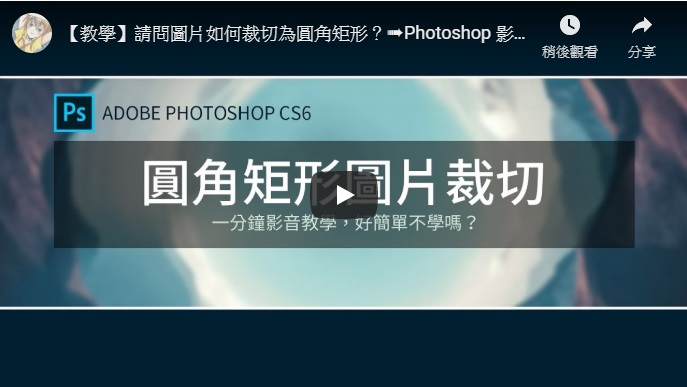 【教學】請問圖片如何裁切為圓角矩形？➡Photoshop 影...
稍後觀看
分享
Ps ADOBE PHOTOSHOP CS6
圓角矩形圖片裁切
一分鐘影音教學，好簡單不學嗎？